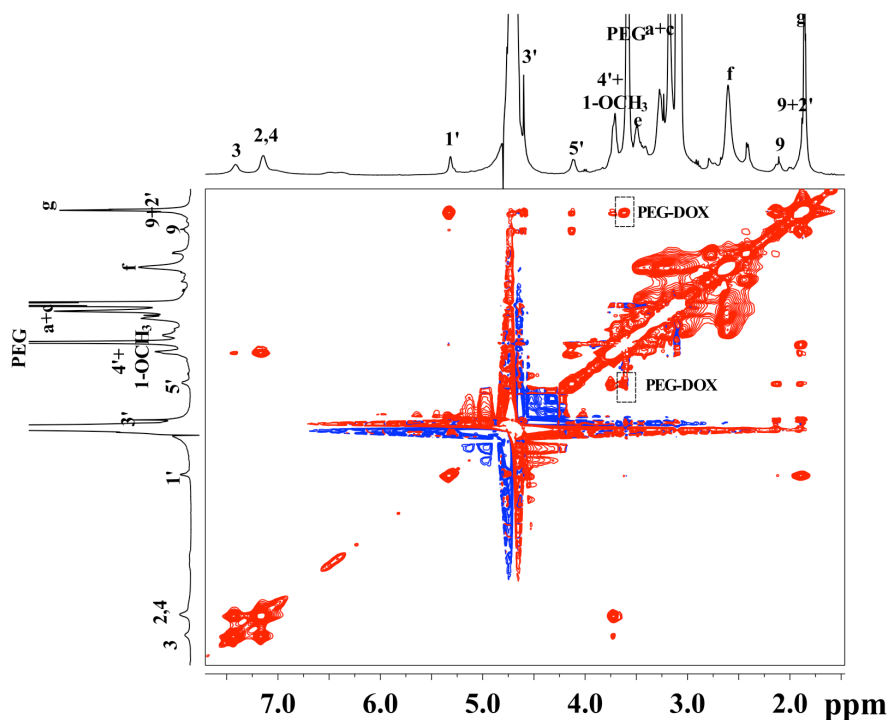 g
PEG a+c
3'
4'+
1-OCH3
e
f
9+2'
3
2,4
1'
5'
9
g
9+2'
9
f
a+c
PEG
4'+
1-OCH3
5'
3'
1'
2,4
3
PEG-DOX
PEG-DOX
7.0 6.0 5.0 4.0 3.0 2.0 ppm